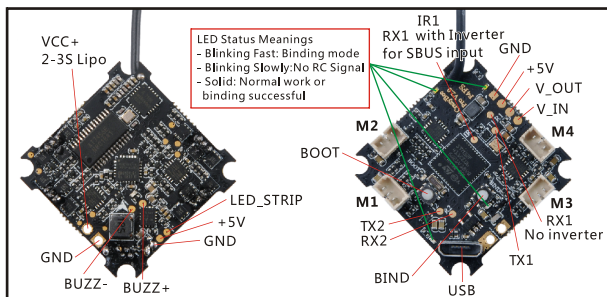 VCC+
2-3S Lipo
LED Status Meanings
- Blinking Fast: Binding mode
- Blinking Slowly:No RC Signal
- Solid: Normal work or
binding successful
IR1
RX1 with Inverter
for SBUS input
GND
+5V
V_OUT
V_IN
M2
M4
BOOT
M1
M3
LED_STRIP
+5V
GND
GND
BUZZ-
BUZZ+
TX2
RX2
RX1
No inverter
TX1
BIND
USB